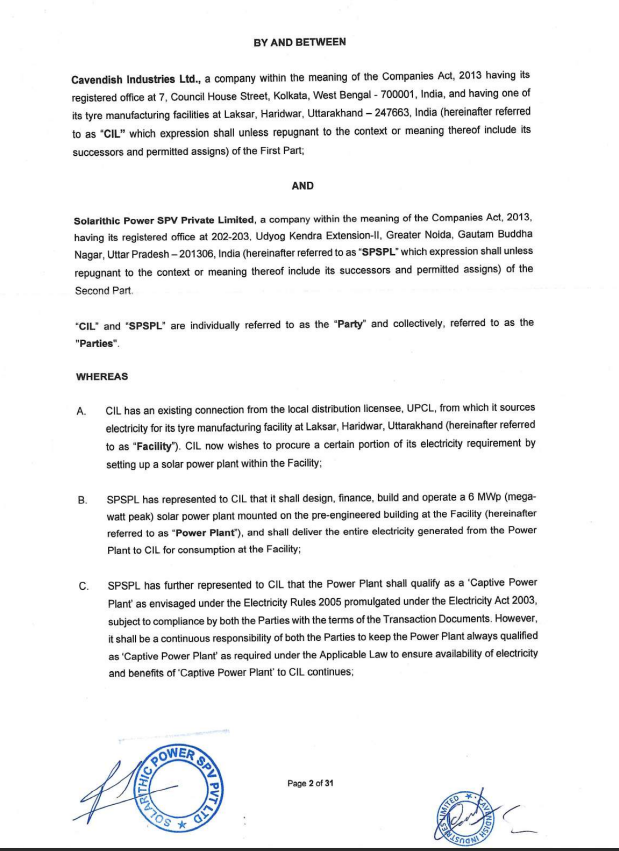 BY AND BETWEEN
Cavendish Industries Ltd., a company within the meaning of the Companies Act, 2013 having its
registered office at 7, Council House Street, Kolkata, West Bengal - 700001, India, and having one of
its tyre manufacturing facilities at Laksar, Haridwar, Uttarakhand – 247663, India (hereinafter referred
to as "CIL" which expression shall unless repugnant to the context or meaning thereof include its
successors and permitted assigns) of the First Part;
AND
Solarithic Power SPV Private Limited, a company within the meaning of the Companies Act, 2013,
having its registered office at 202-203, Udyog Kendra Extension-II, Greater Noida, Gautam Buddha
Nagar, Uttar Pradesh – 201306, India (hereinafter referred to as "SPSPL" which expression shall unless
repugnant to the context or meaning thereof include its successors and permitted assigns) of the
Second Part.
"CIL" and "SPSPL" are individually referred to as the "Party" and collectively, referred to as the
"Parties".
WHEREAS
A. CIL has an existing connection from the local distribution licensee, UPCL, from which it sources
electricity for its tyre manufacturing facility at Laksar, Haridwar, Uttarakhand (hereinafter referred
to as "Facility"). CIL now wishes to procure a certain portion of its electricity requirement by
setting up a solar power plant within the Facility;
B. SPSPL has represented to CIL that it shall design, finance, build and operate a 6 MWp (mega-
watt peak) solar power plant mounted on the pre-engineered building at the Facility (hereinafter
referred to as "Power Plant"), and shall deliver the entire electricity generated from the Power
Plant to CIL for consumption at the Facility;
C. SPSPL has further represented to CIL that the Power Plant shall qualify as a 'Captive Power
Plant' as envisaged under the Electricity Rules 2005 promulgated under the Electricity Act 2003,
subject to compliance by both the Parties with the terms of the Transaction Documents. However,
it shall be a continuous responsibility of both the Parties to keep the Power Plant always qualified
as 'Captive Power Plant' as required under the Applicable Law to ensure availability of electricity
and benefits of 'Captive Power Plant' to CIL continues;
SOLARITHIC POWER SPV PVT LTD
Page 2 of 31
CAVENDISH INDUSTRIES LIMITED